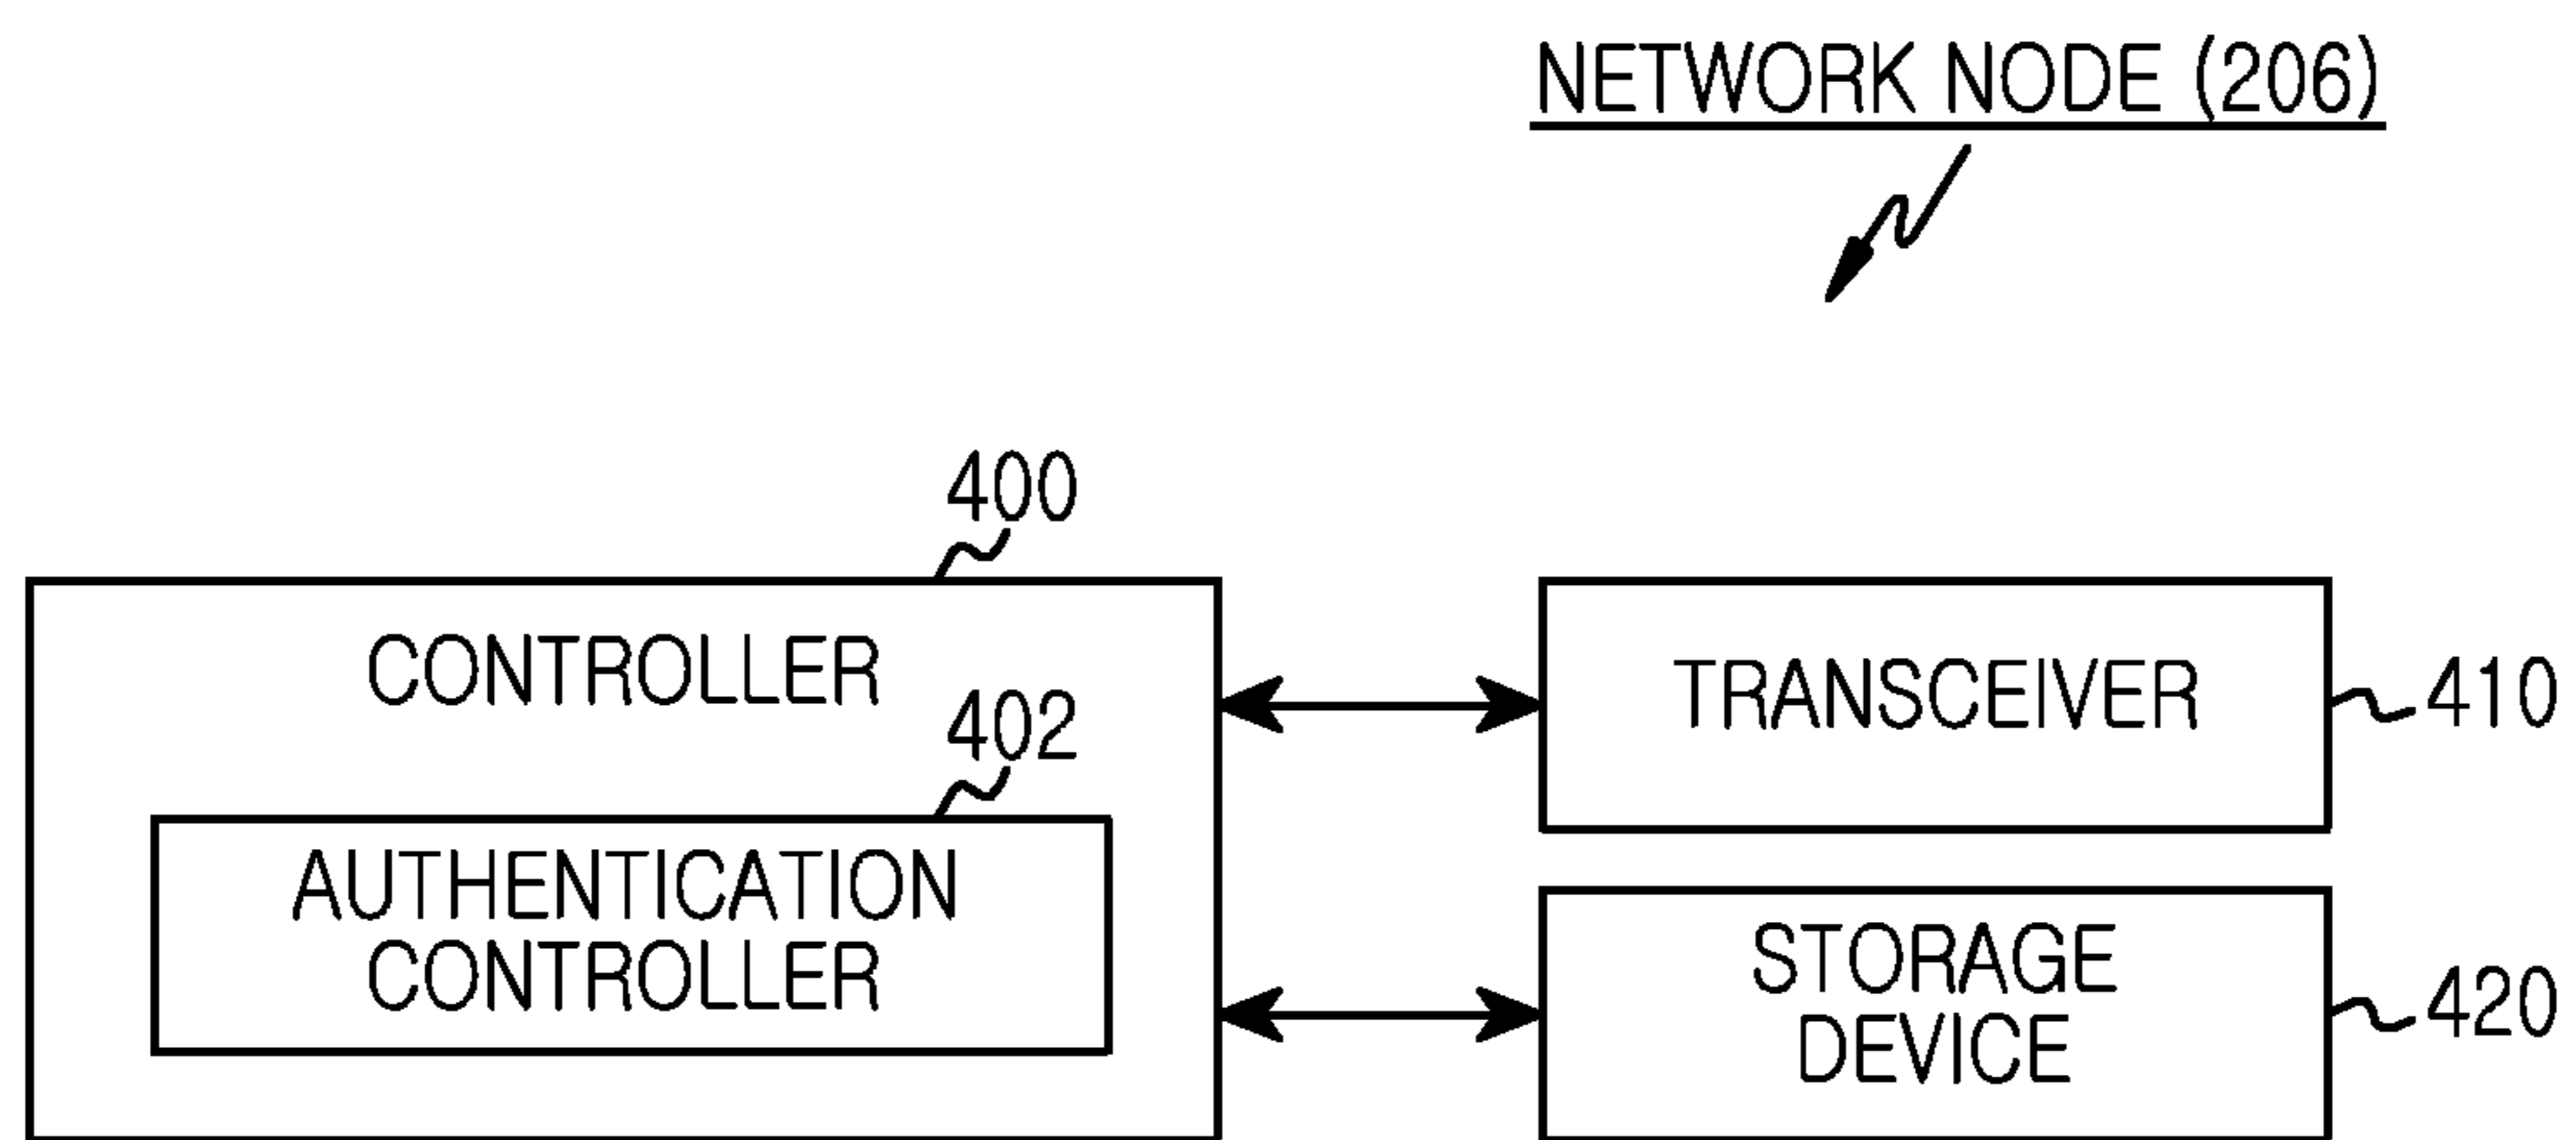 NETWORK NODE (206)
400
CONTROLLER
402
AUTHENTICATION
CONTROLLER
TRANSCEIVER
410
STORAGE
DEVICE
420